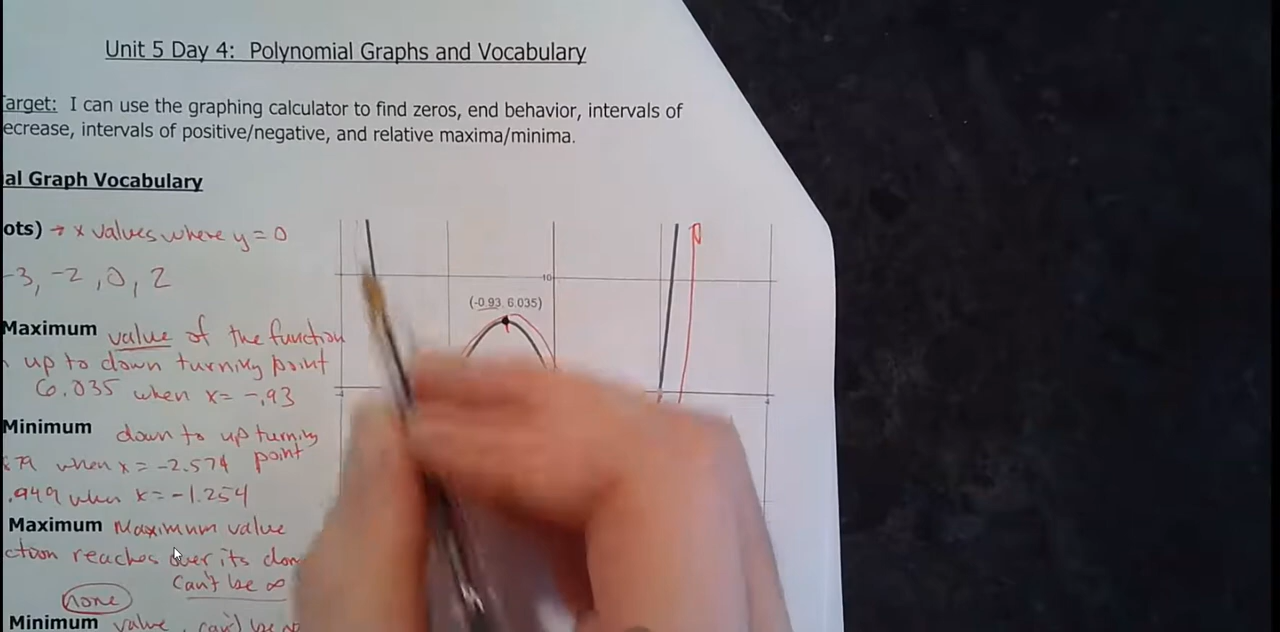 Unit 5 Day 4: Polynomial Graphs and Vocabulary
Target: I can use the graphing calculator to find zeros, end behavior, intervals of
ecrease, intervals of positive/negative, and relative maxima/minima.
al Graph Vocabulary
ots) → x values where y = 0
-3, -2, 0, 2
10
(-0.93, 6.035)
Maximum value of the function
up to down turning point
6.035 when x = -.93
Minimum down to up turning
point
79 when x = -2.574
.949 when x = -1.254
Maximum Maximum value
ction reaches over its dom
can't be ∞
none
Minimum value, can't be